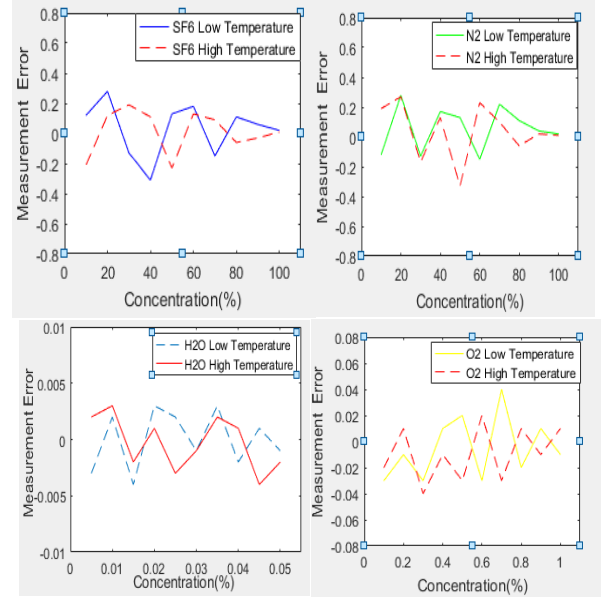 0.8
0.6
0.4
0.2
0
-0.2
-0.4
-0.6
-0.8
0 20 40 60 80 100
Measurement Error
Concentration(%)
SF6 Low Temperature
SF6 High Temperature
0.8
0.6
0.4
0.2
0
-0.2
-0.4
-0.6
-0.8
0 20 40 60 80 100
Measurement Error
Concentration(%)
N2 Low Temperature
N2 High Temperature
0.01
0.005
0
-0.005
-0.01
0 0.01 0.02 0.03 0.04 0.05
Measurement Error
Concentration(%)
H2O Low Temperature
H2O High Temperature
0.08
0.06
0.04
0.02
0
-0.02
-0.04
-0.06
-0.08
0 0.2 0.4 0.6 0.8 1
Measurement Error
Concentration(%)
O2 Low Temperature
O2 High Temperature